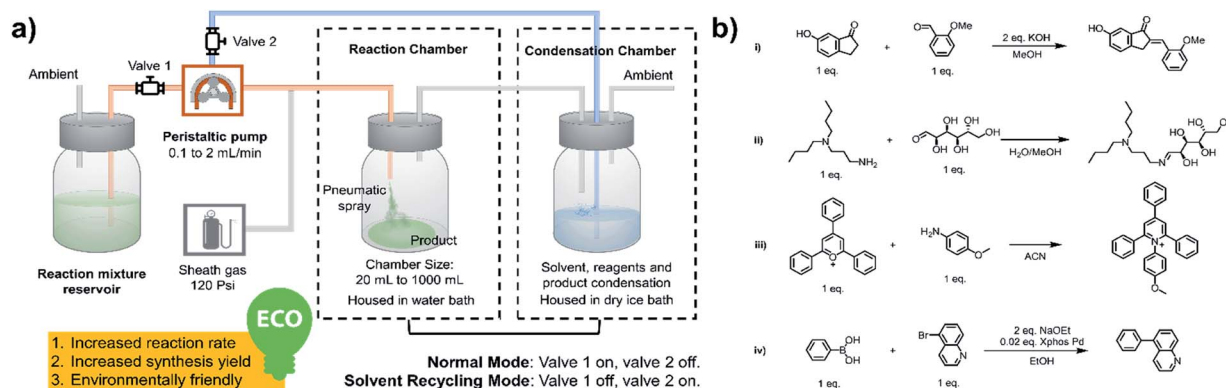 a)
Valve 2
Valve 1
Ambient
Peristaltic pump
0.1 to 2 mL/min
Reaction Chamber
Condensation Chamber
Ambient
Pneumatic
spray
Product
Reaction mixture
reservoir
Sheath gas
120 Psi
Chamber Size:
20 mL to 1000 mL
Housed in water bath
Solvent, reagents and
product condensation
Housed in dry ice bath
ECO
1. Increased reaction rate
2. Increased synthesis yield
3. Environmentally friendly
Normal Mode: Valve 1 on, valve 2 off.
Solvent Recycling Mode: Valve 1 off, valve 2 on.
b)
i)
HO
O
1 eq.
+
O
OMe
1 eq.
2 eq. KOH
MeOH
HO
O
OMe
ii)
N
NH2
1 eq.
+
O
OH
OH
OH
OH
OH
1 eq.
H2O/MeOH
N
N
OH
OH
OH
OH
O
iii)
O
+
1 eq.
+
H2N
O
1 eq.
ACN
N
+
O
iv)
OH
B
OH
1 eq.
+
Br
N
1 eq.
2 eq. NaOEt
0.02 eq. Xphos Pd
EtOH
N